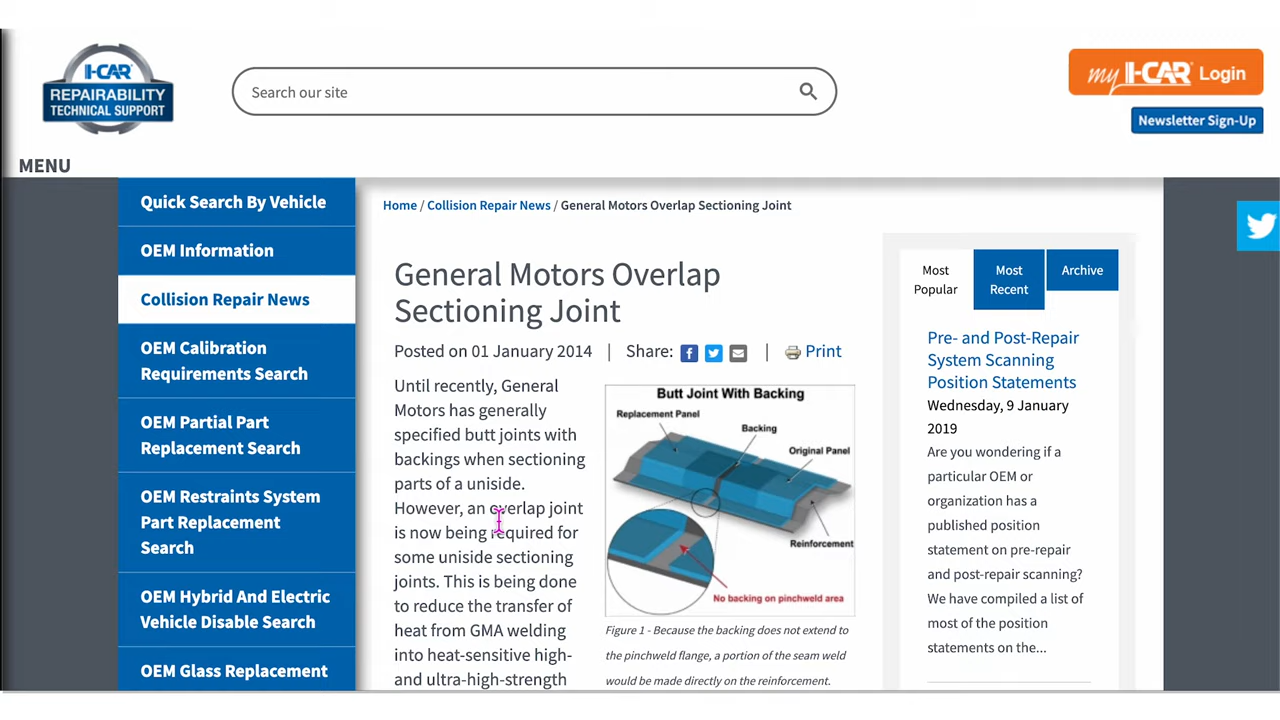 I-CAR
REPAIRABILITY
TECHNICAL SUPPORT
Search our site
my I-CAR Login
Newsletter Sign-Up
MENU
Quick Search By Vehicle
OEM Information
Collision Repair News
OEM Calibration
Requirements Search
OEM Partial Part
Replacement Search
OEM Restraints System
Part Replacement
Search
OEM Hybrid And Electric
Vehicle Disable Search
OEM Glass Replacement
Home / Collision Repair News / General Motors Overlap Sectioning Joint
General Motors Overlap
Sectioning Joint
Posted on 01 January 2014 | Share: | Print
Until recently, General
Motors has generally
specified butt joints with
backings when sectioning
parts of a uniside.
However, an overlap joint
is now being required for
some uniside sectioning
joints. This is being done
to reduce the transfer of
heat from GMA welding
into heat-sensitive high-
and ultra-high-strength
Butt Joint With Backing
Replacement Panel
Backing
Original Panel
Reinforcement
No backing on pinchweld area
Figure 1 - Because the backing does not extend to
the pinchweld flange, a portion of the seam weld
would be made directly on the reinforcement.
Most
Popular
Most
Recent
Archive
Pre- and Post-Repair
System Scanning
Position Statements
Wednesday, 9 January
2019
Are you wondering if a
particular OEM or
organization has a
published position
statement on pre-repair
and post-repair scanning?
We have compiled a list of
most of the position
statements on the...